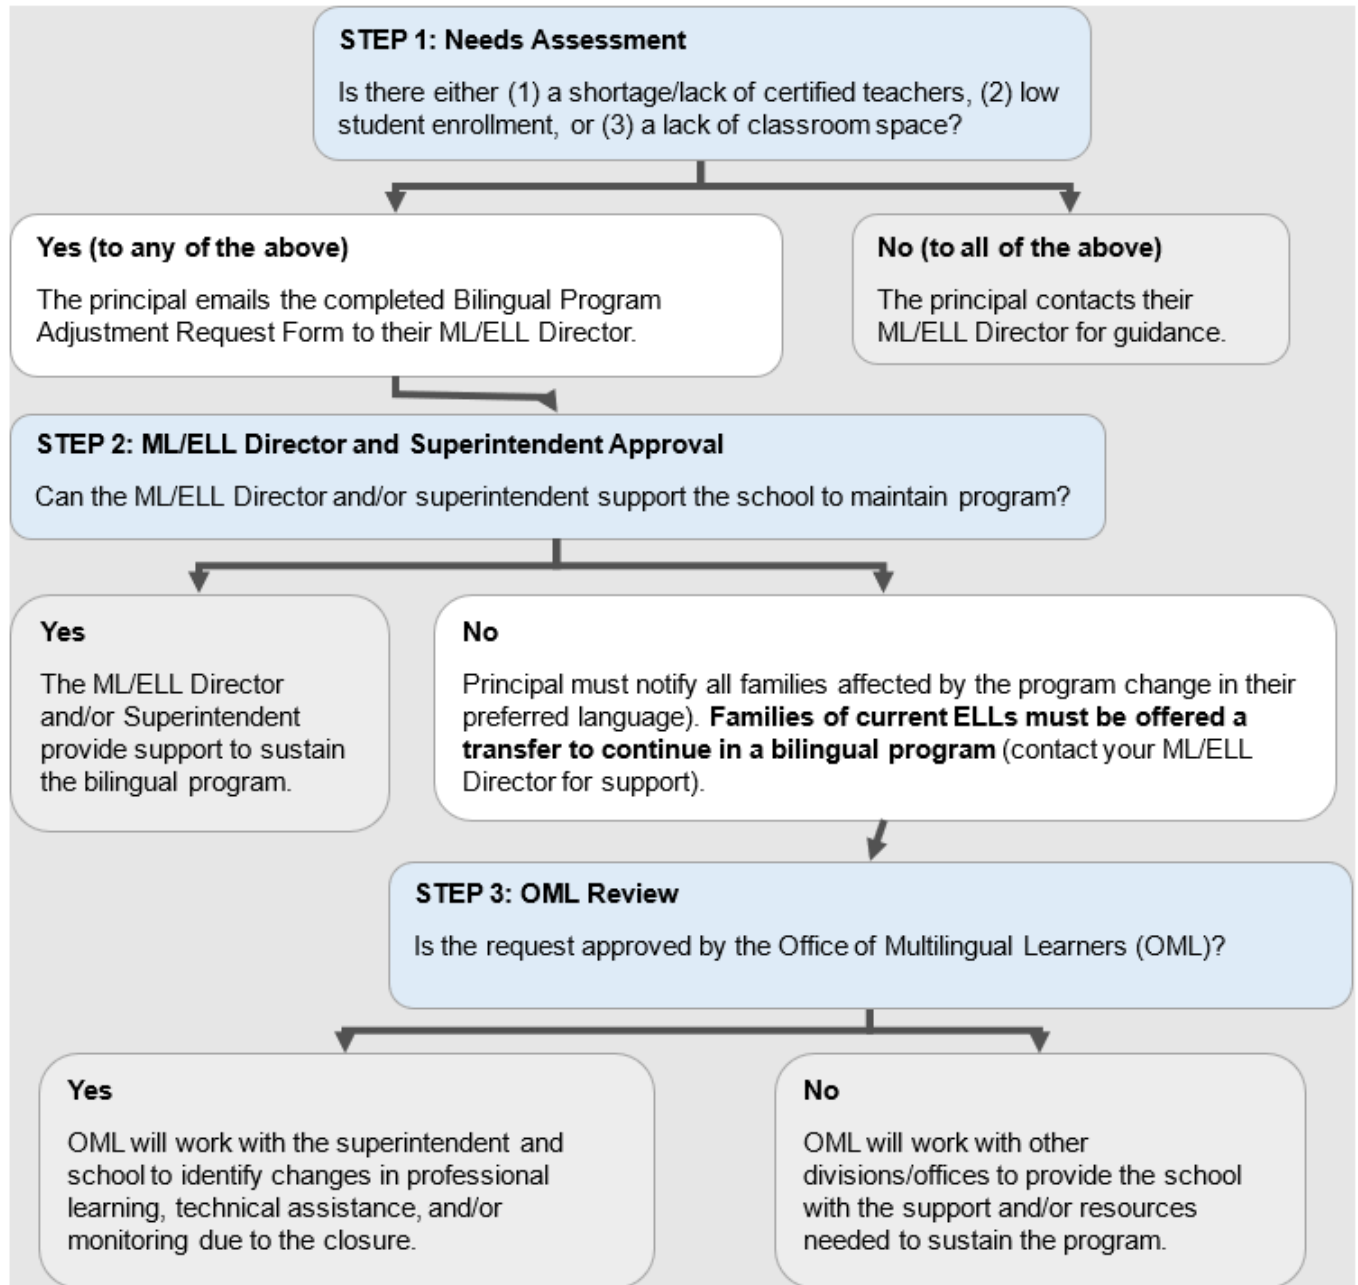 STEP 1: Needs Assessment
Is there either (1) a shortage/lack of certified teachers, (2) low
student enrollment, or (3) a lack of classroom space?
Yes (to any of the above)
The principal emails the completed Bilingual Program
Adjustment Request Form to their ML/ELL Director.
No (to all of the above)
The principal contacts their
ML/ELL Director for guidance.
STEP 2: ML/ELL Director and Superintendent Approval
Can the ML/ELL Director and/or superintendent support the school to maintain program?
Yes
The ML/ELL Director
and/or Superintendent
provide support to sustain
the bilingual program.
No
Principal must notify all families affected by the program change in their
preferred language). Families of current ELLs must be offered a
transfer to continue in a bilingual program (contact your ML/ELL
Director for support).
STEP 3: OML Review
Is the request approved by the Office of Multilingual Learners (OML)?
Yes
OML will work with the superintendent and
school to identify changes in professional
learning, technical assistance, and/or
monitoring due to the closure.
No
OML will work with other
divisions/offices to provide the school
with the support and/or resources
needed to sustain the program.